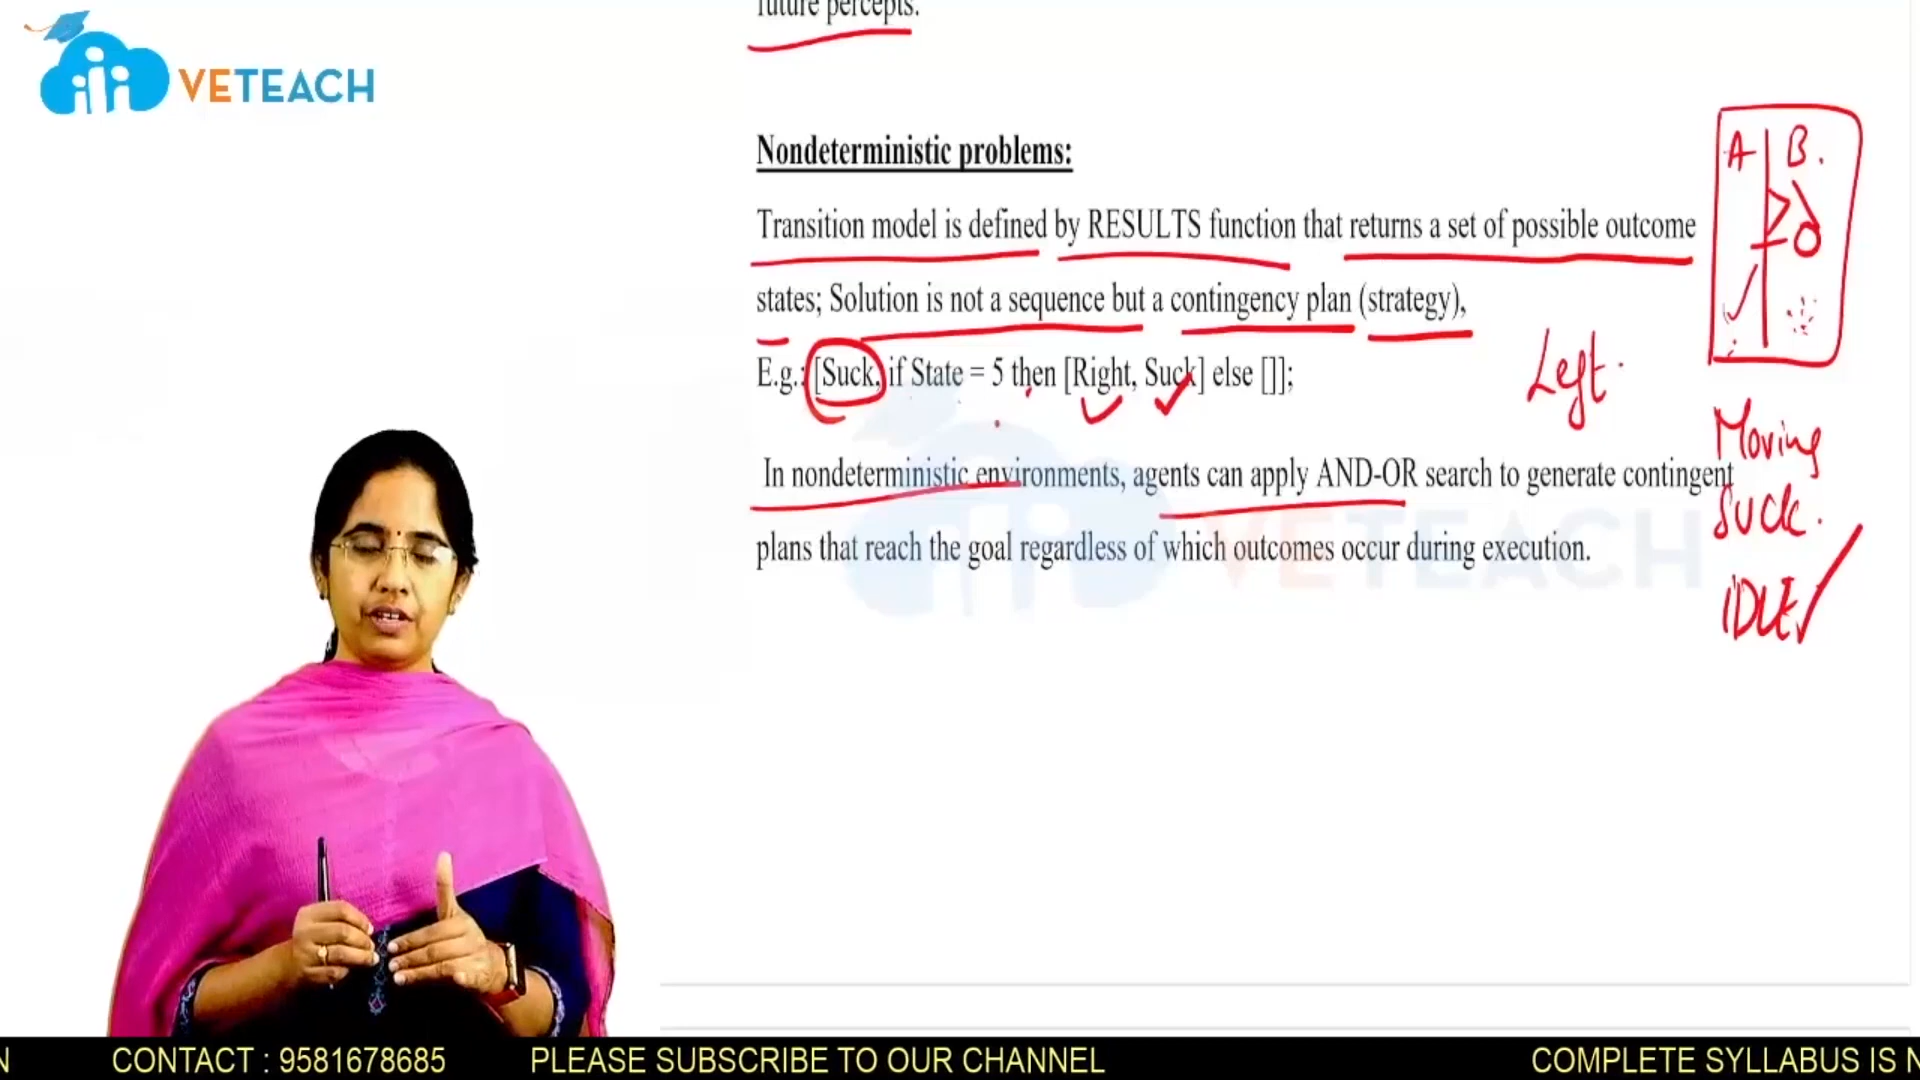 future percepts.
VETEACH
Nondeterministic problems:
A B.
Transition model is defined by RESULTS function that returns a set of possible outcome
states; Solution is not a sequence but a contingency plan (strategy),
E.g.: [Suck, if State = 5 then [Right, Suck] else []];
Left.
Moving
In nondeterministic environments, agents can apply AND-OR search to generate contingent
Suck.
plans that reach the goal regardless of which outcomes occur during execution.
VETEACH
IDLE
N CONTACT : 9581678685 PLEASE SUBSCRIBE TO OUR CHANNEL COMPLETE SYLLABUS IS N